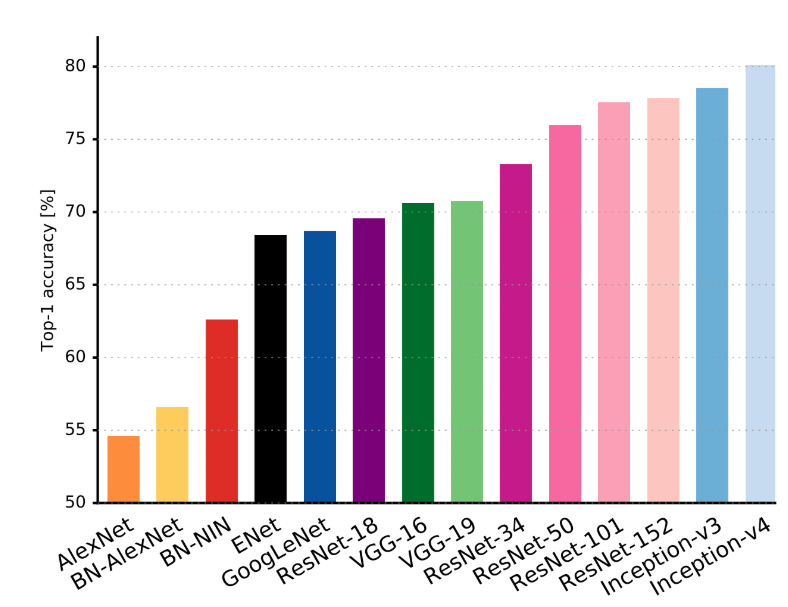 80
75
70
65
60
55
50
Top-1 accuracy [%]
AlexNet
BN-AlexNet
BN-NIN
ENet
GoogLeNet
ResNet-18
VGG-16
VGG-19
ResNet-34
ResNet-50
ResNet-101
ResNet-152
Inception-v3
Inception-v4